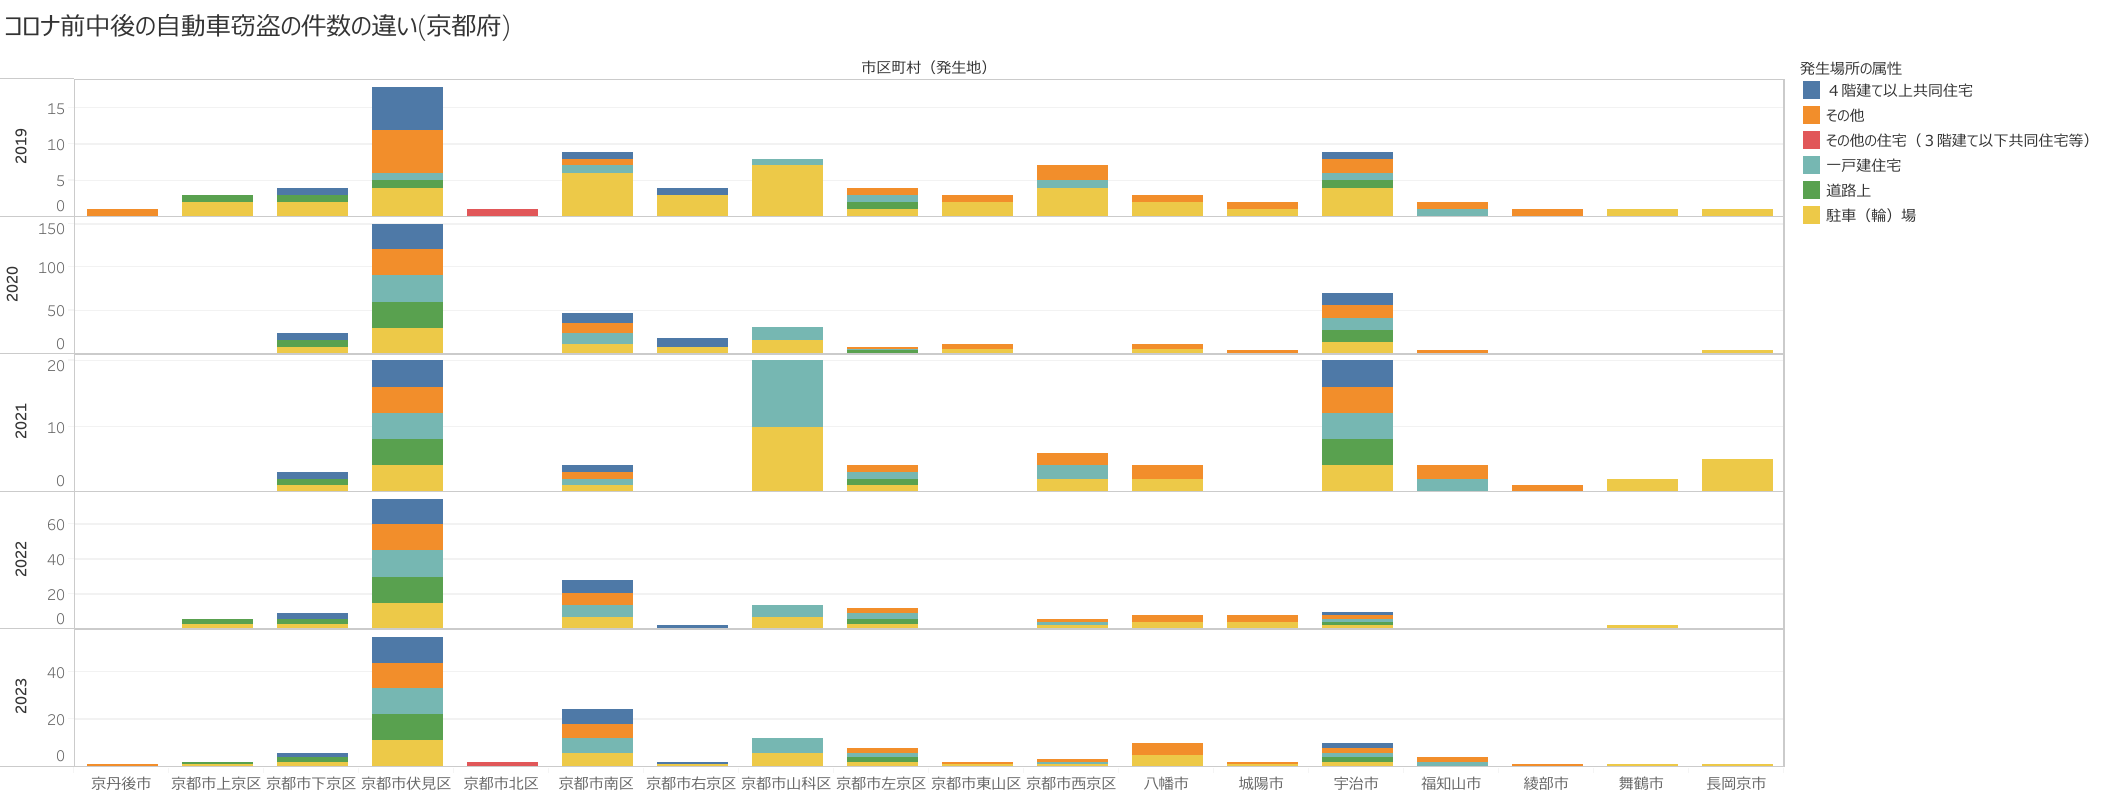 コロナ前中後の自動車窃盗の件数の違い(京都府)
市区町村（発生地）
発生場所の属性
４階建て以上共同住宅
その他
その他の住宅（３階建て以下共同住宅等）
一戸建住宅
道路上
駐車（輪）場
2019
15
10
5
0
2020
150
100
50
0
2021
20
10
0
2022
60
40
20
0
2023
40
20
0
京丹後市 京都市上京区 京都市下京区 京都市伏見区 京都市北区 京都市南区 京都市右京区 京都市山科区 京都市左京区 京都市東山区 京都市西京区 八幡市 城陽市 宇治市 福知山市 綾部市 舞鶴市 長岡京市